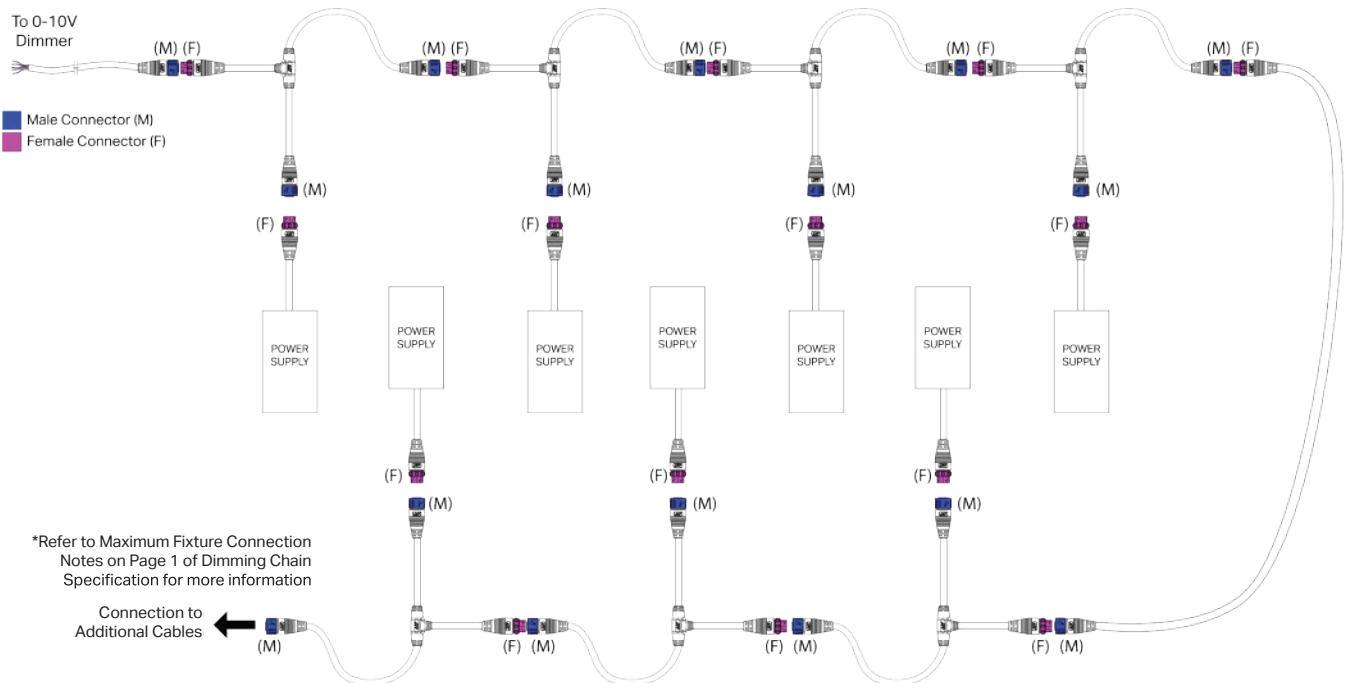 To 0-10V
Dimmer
(M) (F)
(M) (F)
(M) (F)
(M) (F)
(M) (F)
Male Connector (M)
Female Connector (F)
(M)
(M)
(M)
(M)
(F)
(F)
(F)
(F)
POWER
SUPPLY
POWER
SUPPLY
POWER
SUPPLY
POWER
SUPPLY
POWER
SUPPLY
POWER
SUPPLY
POWER
SUPPLY
(F)
(F)
(F)
(M)
(M)
(M)
*Refer to Maximum Fixture Connection
Notes on Page 1 of Dimming Chain
Specification for more information
Connection to
Additional Cables
(M)
(F) (M)
(F) (M)
(F) (M)